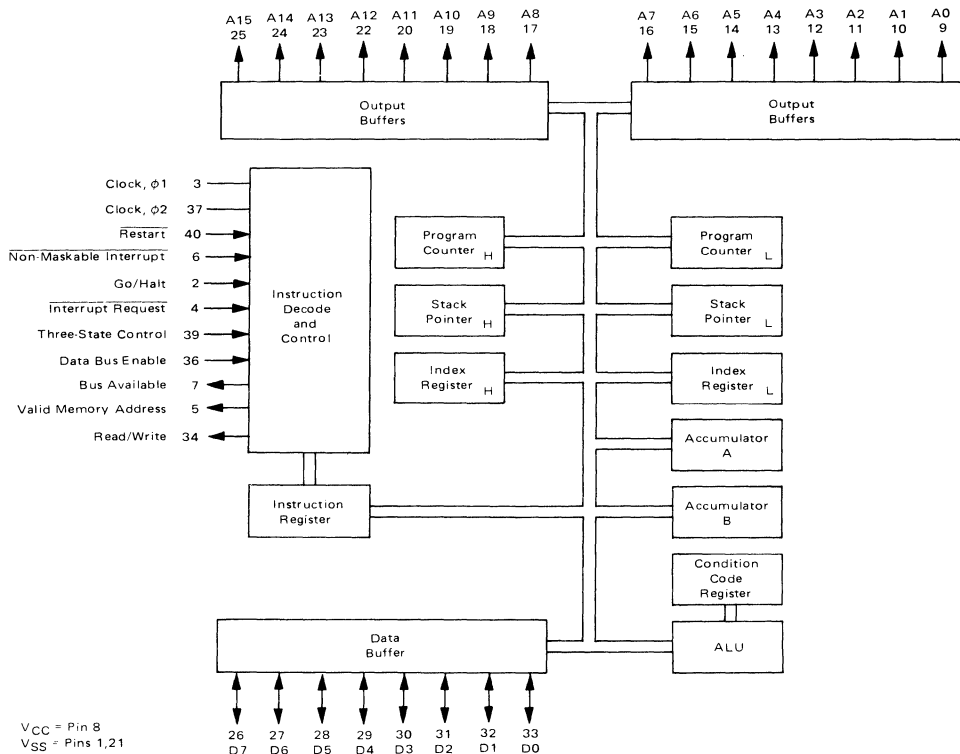 A15 A14 A13 A12 A11 A10 A9 A8
25 24 23 22 20 19 18 17
A7 A6 A5 A4 A3 A2 A1 A0
16 15 14 13 12 11 10 9
Output
Buffers
Output
Buffers
Clock, ϕ1 3
Clock, ϕ2 37
Restart 40
Non-Maskable Interrupt 6
Go/Halt 2
Interrupt Request 4
Three-State Control 39
Data Bus Enable 36
Bus Available 7
Valid Memory Address 5
Read/Write 34
Instruction
Decode
and
Control
Instruction
Register
Program
Counter H
Program
Counter L
Stack
Pointer H
Stack
Pointer L
Index
Register H
Index
Register L
Accumulator
A
Accumulator
B
Condition
Code
Register
ALU
Data
Buffer
26 27 28 29 30 31 32 33
D7 D6 D5 D4 D3 D2 D1 D0
VCC = Pin 8
VSS = Pins 1,21